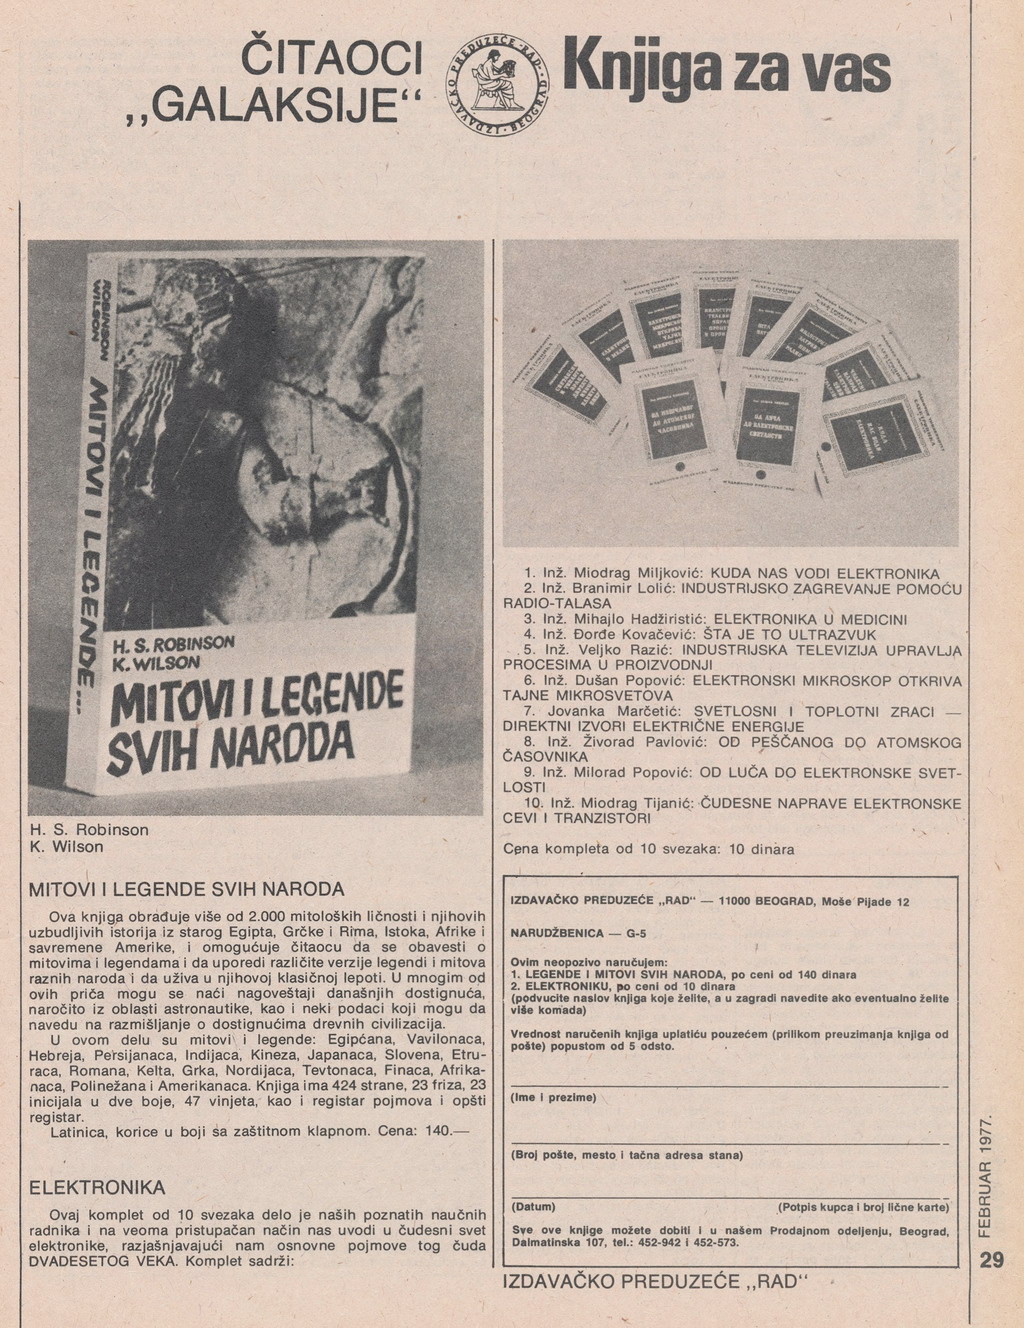 ČITAOCI
„GALAKSIJE“
IZDAVAČKO PREDUZEĆE „RAD“ BEOGRAD
Knjiga za vas
ROBINSON
WILSON
MITOVI I LEGENDE...
H. S. ROBINSON
K. WILSON
MITOVI I LEGENDE
SVIH NARODA
H. S. Robinson
K. Wilson
MITOVI I LEGENDE SVIH NARODA
Ova knjiga obrađuje više od 2.000 mitoloških ličnosti i njihovih
uzbudljivih istorija iz starog Egipta, Grčke i Rima, Istoka, Afrike i
savremene Amerike, i omogućuje čitaocu da se obavesti o
mitovima i legendama i da uporedi različite verzije legendi i mitova
raznih naroda i da uživa u njihovoj klasičnoj lepoti. U mnogim od
ovih priča mogu se naći nagoveštaji današnjih dostignuća,
naročito iz oblasti astronautike, kao i neki podaci koji mogu da
navedu na razmišljanje o dostignućima drevnih civilizacija.
U ovom delu su mitovi i legende: Egipćana, Vavilonaca,
Hebreja, Persijanaca, Indijaca, Kineza, Japanaca, Slovena, Etru-
raca, Romana, Kelta, Grka, Nordijaca, Tevtonaca, Finaca, Afrika-
naca, Polinežana i Amerikanaca. Knjiga ima 424 strane, 23 friza, 23
inicijala u dve boje, 47 vinjeta, kao i registar pojmova i opšti
registar.
Latinica, korice u boji sa zaštitnom klapnom. Cena: 140.—
ELEKTRONIKA
Ovaj komplet od 10 svezaka delo je naših poznatih naučnih
radnika i na veoma pristupačan način nas uvodi u čudesni svet
elektronike, razjašnjavajući nam osnovne pojmove tog čuda
DVADESETOG VEKA. Komplet sadrži:
ОД ПЕШЧАНОГ
ДО АТОМСКОГ
ЧАСОВНИКА
ОД ЛУЧА
ДО ЕЛЕКТРОНСКЕ
СВЕТЛОСТИ
КУДА
НАС ВОДИ
ЕЛЕКТРОНИКА
1. Inž. Miodrag Miljković: KUDA NAS VODI ELEKTRONIKA
2. Inž. Branimir Lolić: INDUSTRIJSKO ZAGREVANJE POMOĆU
RADIO-TALASA
3. Inž. Mihajlo Hadžiristić: ELEKTRONIKA U MEDICINI
4. Inž. Đorđe Kovačević: ŠTA JE TO ULTRAZVUK
5. Inž. Veljko Razić: INDUSTRIJSKA TELEVIZIJA UPRAVLJA
PROCESIMA U PROIZVODNJI
6. Inž. Dušan Popović: ELEKTRONSKI MIKROSKOP OTKRIVA
TAJNE MIKROSVETOVA
7. Jovanka Marčetić: SVETLOSNI I TOPLOTNI ZRACI —
DIREKTNI IZVORI ELEKTRIČNE ENERGIJE
8. Inž. Živorad Pavlović: OD PEŠČANOG DO ATOMSKOG
ČASOVNIKA
9. Inž. Milorad Popović: OD LUČA DO ELEKTRONSKE SVET-
LOSTI
10. Inž. Miodrag Tijanić: ČUDESNE NAPRAVE ELEKTRONSKE
CEVI I TRANZISTORI
Cena kompleta od 10 svezaka: 10 dinara
IZDAVAČKO PREDUZEĆE „RAD“ — 11000 BEOGRAD, Moše Pijade 12
NARUDŽBENICA — G-5
Ovim neopozivo naručujem:
1. LEGENDE I MITOVI SVIH NARODA, po ceni od 140 dinara
2. ELEKTRONIKU, po ceni od 10 dinara
(podvucite naslov knjiga koje želite, a u zagradi navedite ako eventualno želite
više komada)
Vrednost naručenih knjiga uplatiću pouzećem (prilikom preuzimanja knjiga od
pošte) popustom od 5 odsto.
(Ime i prezime)
(Broj pošte, mesto i tačna adresa stana)
(Datum) (Potpis kupca i broj lične karte)
Sve ove knjige možete dobiti i u našem Prodajnom odeljenju, Beograd,
Dalmatinska 107, tel.: 452-942 i 452-573.
IZDAVAČKO PREDUZEĆE „RAD“
FEBRUAR 1977.
29